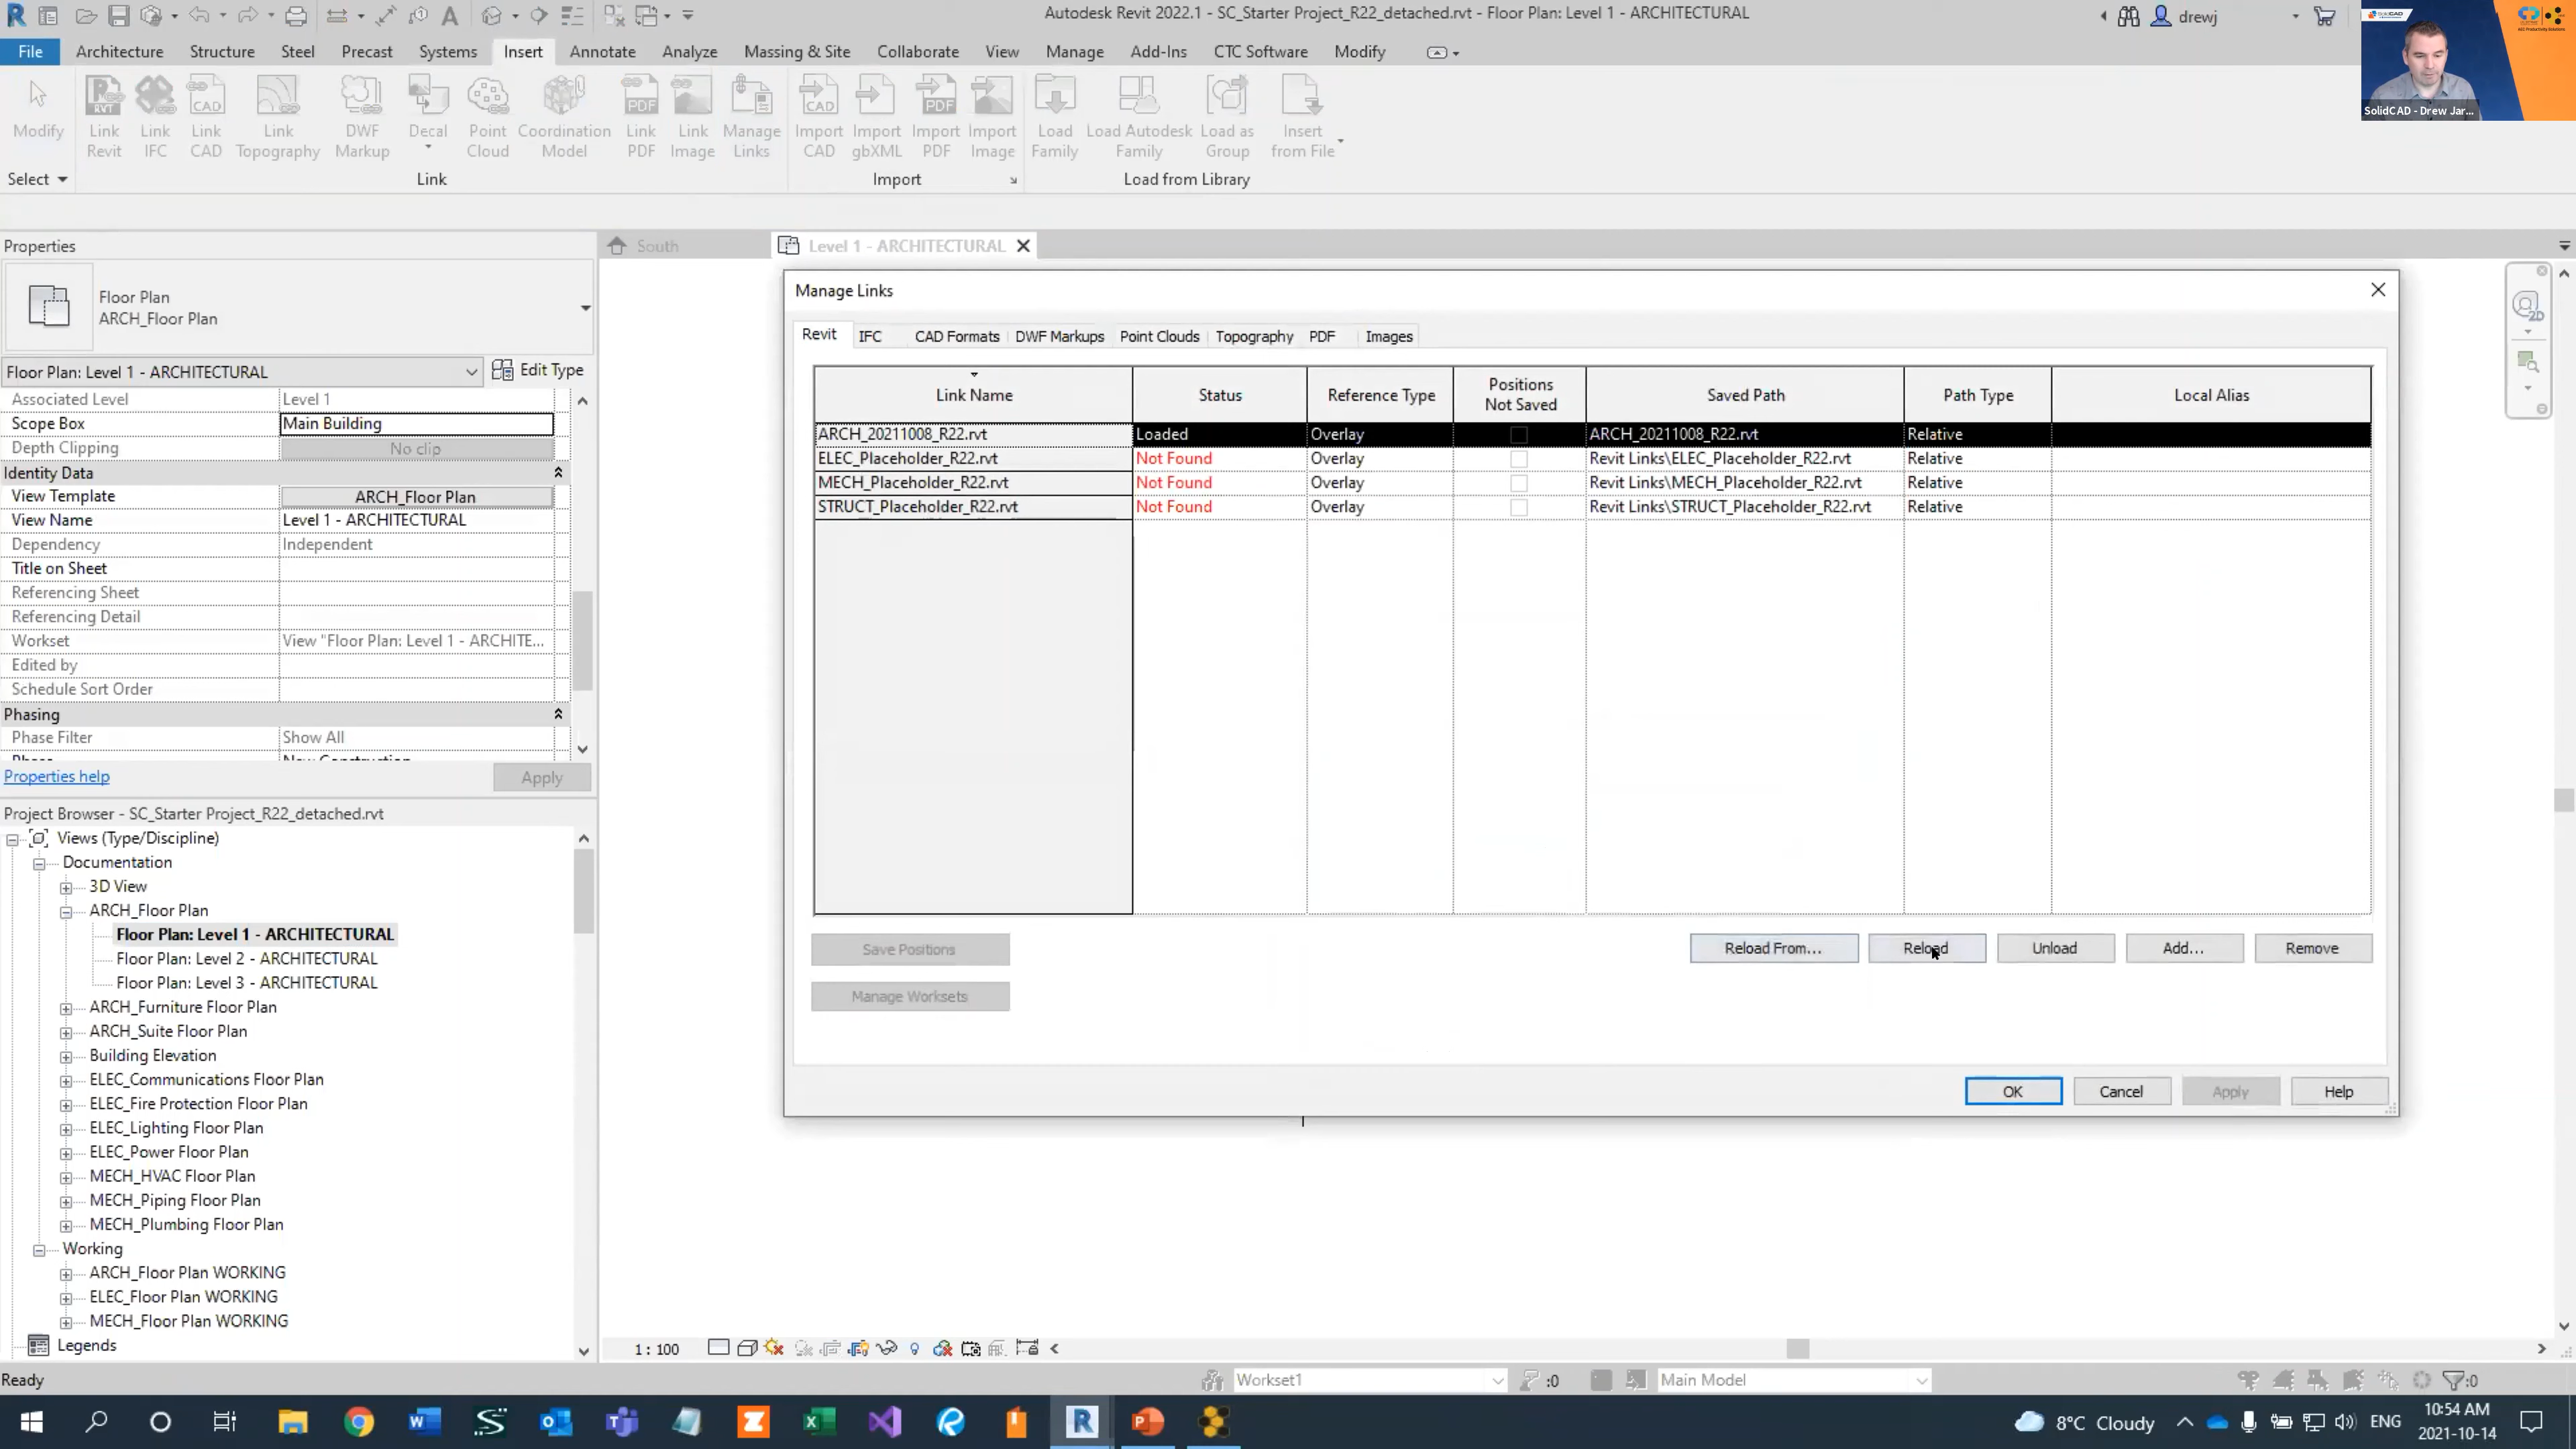 Autodesk Revit 2022.1 - SC_Starter Project_R22_detached.rvt - Floor Plan: Level 1 - ARCHITECTURAL
drewj
File Architecture Structure Steel Precast Systems Insert Annotate Analyze Massing & Site Collaborate View Manage Add-Ins CTC Software Modify
Modify
Link Revit
Link IFC
Link CAD
Link Topography
DWF Markup
Decal
Point Cloud
Coordination Model
Link PDF
Link Image
Manage Links
Import CAD
Import gbXML
Import PDF
Import Image
Load Family
Load Autodesk Family
Load as Group
Insert from File
Select
Link
Import
Load from Library
SolidCAD - Drew Jar...
Properties
Floor Plan
ARCH_Floor Plan
Floor Plan: Level 1 - ARCHITECTURAL Edit Type
Associated Level Level 1
Scope Box Main Building
Depth Clipping No clip
Identity Data
View Template ARCH_Floor Plan
View Name Level 1 - ARCHITECTURAL
Dependency Independent
Title on Sheet
Referencing Sheet
Referencing Detail
Workset View "Floor Plan: Level 1 - ARCHITE...
Edited by
Schedule Sort Order
Phasing
Phase Filter Show All
Properties help Apply
Project Browser - SC_Starter Project_R22_detached.rvt
Views (Type/Discipline)
Documentation
3D View
ARCH_Floor Plan
Floor Plan: Level 1 - ARCHITECTURAL
Floor Plan: Level 2 - ARCHITECTURAL
Floor Plan: Level 3 - ARCHITECTURAL
ARCH_Furniture Floor Plan
ARCH_Suite Floor Plan
Building Elevation
ELEC_Communications Floor Plan
ELEC_Fire Protection Floor Plan
ELEC_Lighting Floor Plan
ELEC_Power Floor Plan
MECH_HVAC Floor Plan
MECH_Piping Floor Plan
MECH_Plumbing Floor Plan
Working
ARCH_Floor Plan WORKING
ELEC_Floor Plan WORKING
MECH_Floor Plan WORKING
Legends
South
Level 1 - ARCHITECTURAL
Manage Links
Revit IFC CAD Formats DWF Markups Point Clouds Topography PDF Images
Link Name Status Reference Type Positions Not Saved Saved Path Path Type Local Alias
ARCH_20211008_R22.rvt Loaded Overlay ARCH_20211008_R22.rvt Relative
ELEC_Placeholder_R22.rvt Not Found Overlay Revit Links\ELEC_Placeholder_R22.rvt Relative
MECH_Placeholder_R22.rvt Not Found Overlay Revit Links\MECH_Placeholder_R22.rvt Relative
STRUCT_Placeholder_R22.rvt Not Found Overlay Revit Links\STRUCT_Placeholder_R22.rvt Relative
Save Positions Reload From... Reload Unload Add... Remove
Manage Worksets
OK Cancel Apply Help
1 : 100
Ready Workset1 :0 Main Model :0
8°C Cloudy ENG 10:54 AM
2021-10-14